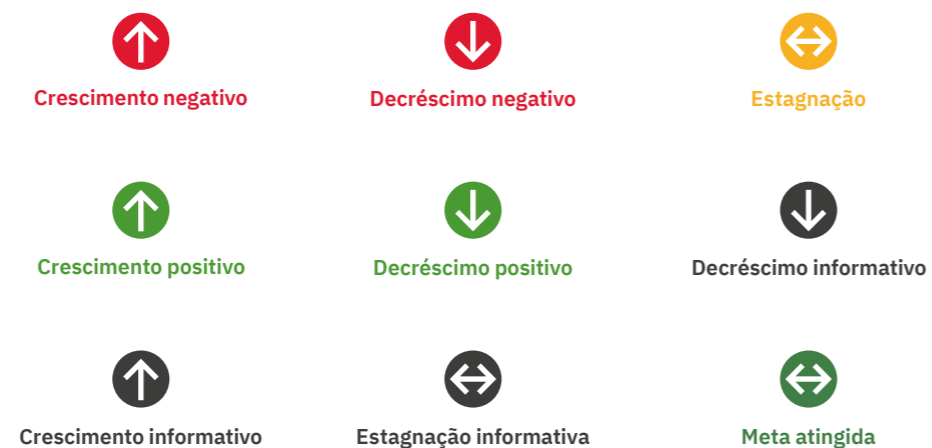 Crescimento negativo
Decréscimo negativo
Estagnação
Crescimento positivo
Decréscimo positivo
Decréscimo informativo
Crescimento informativo
Estagnação informativa
Meta atingida